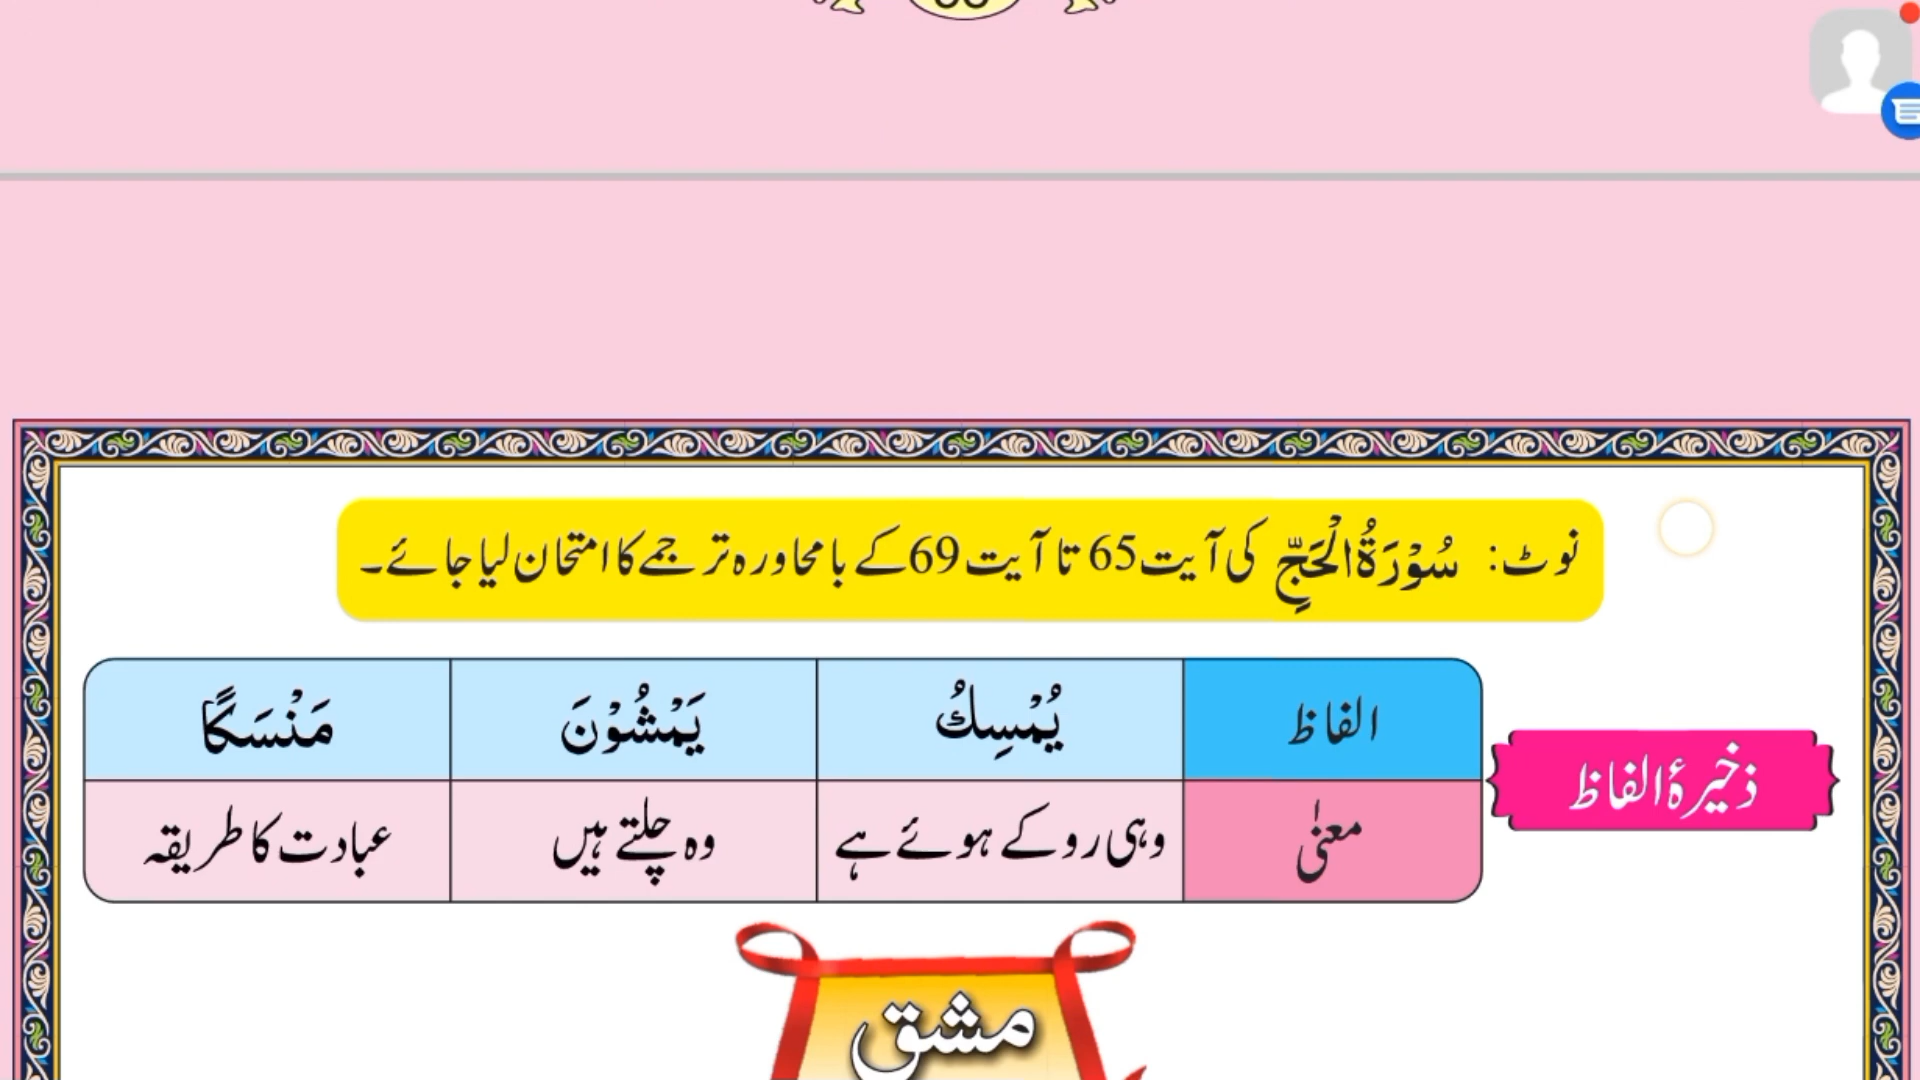 نوٹ: سُوْرَةُ الْحَجِّ کی آیت 65 تا آیت 69 کے بامحاورہ ترجمے کا امتحان لیا جائے۔
ذخیرۂ الفاظ
الفاظ يُمْسِكُ يَمْشُوْنَ مَنْسَكًا
معنیٰ وہی روکے ہوئے ہے وہ چلتے ہیں عبادت کا طریقہ
مشق